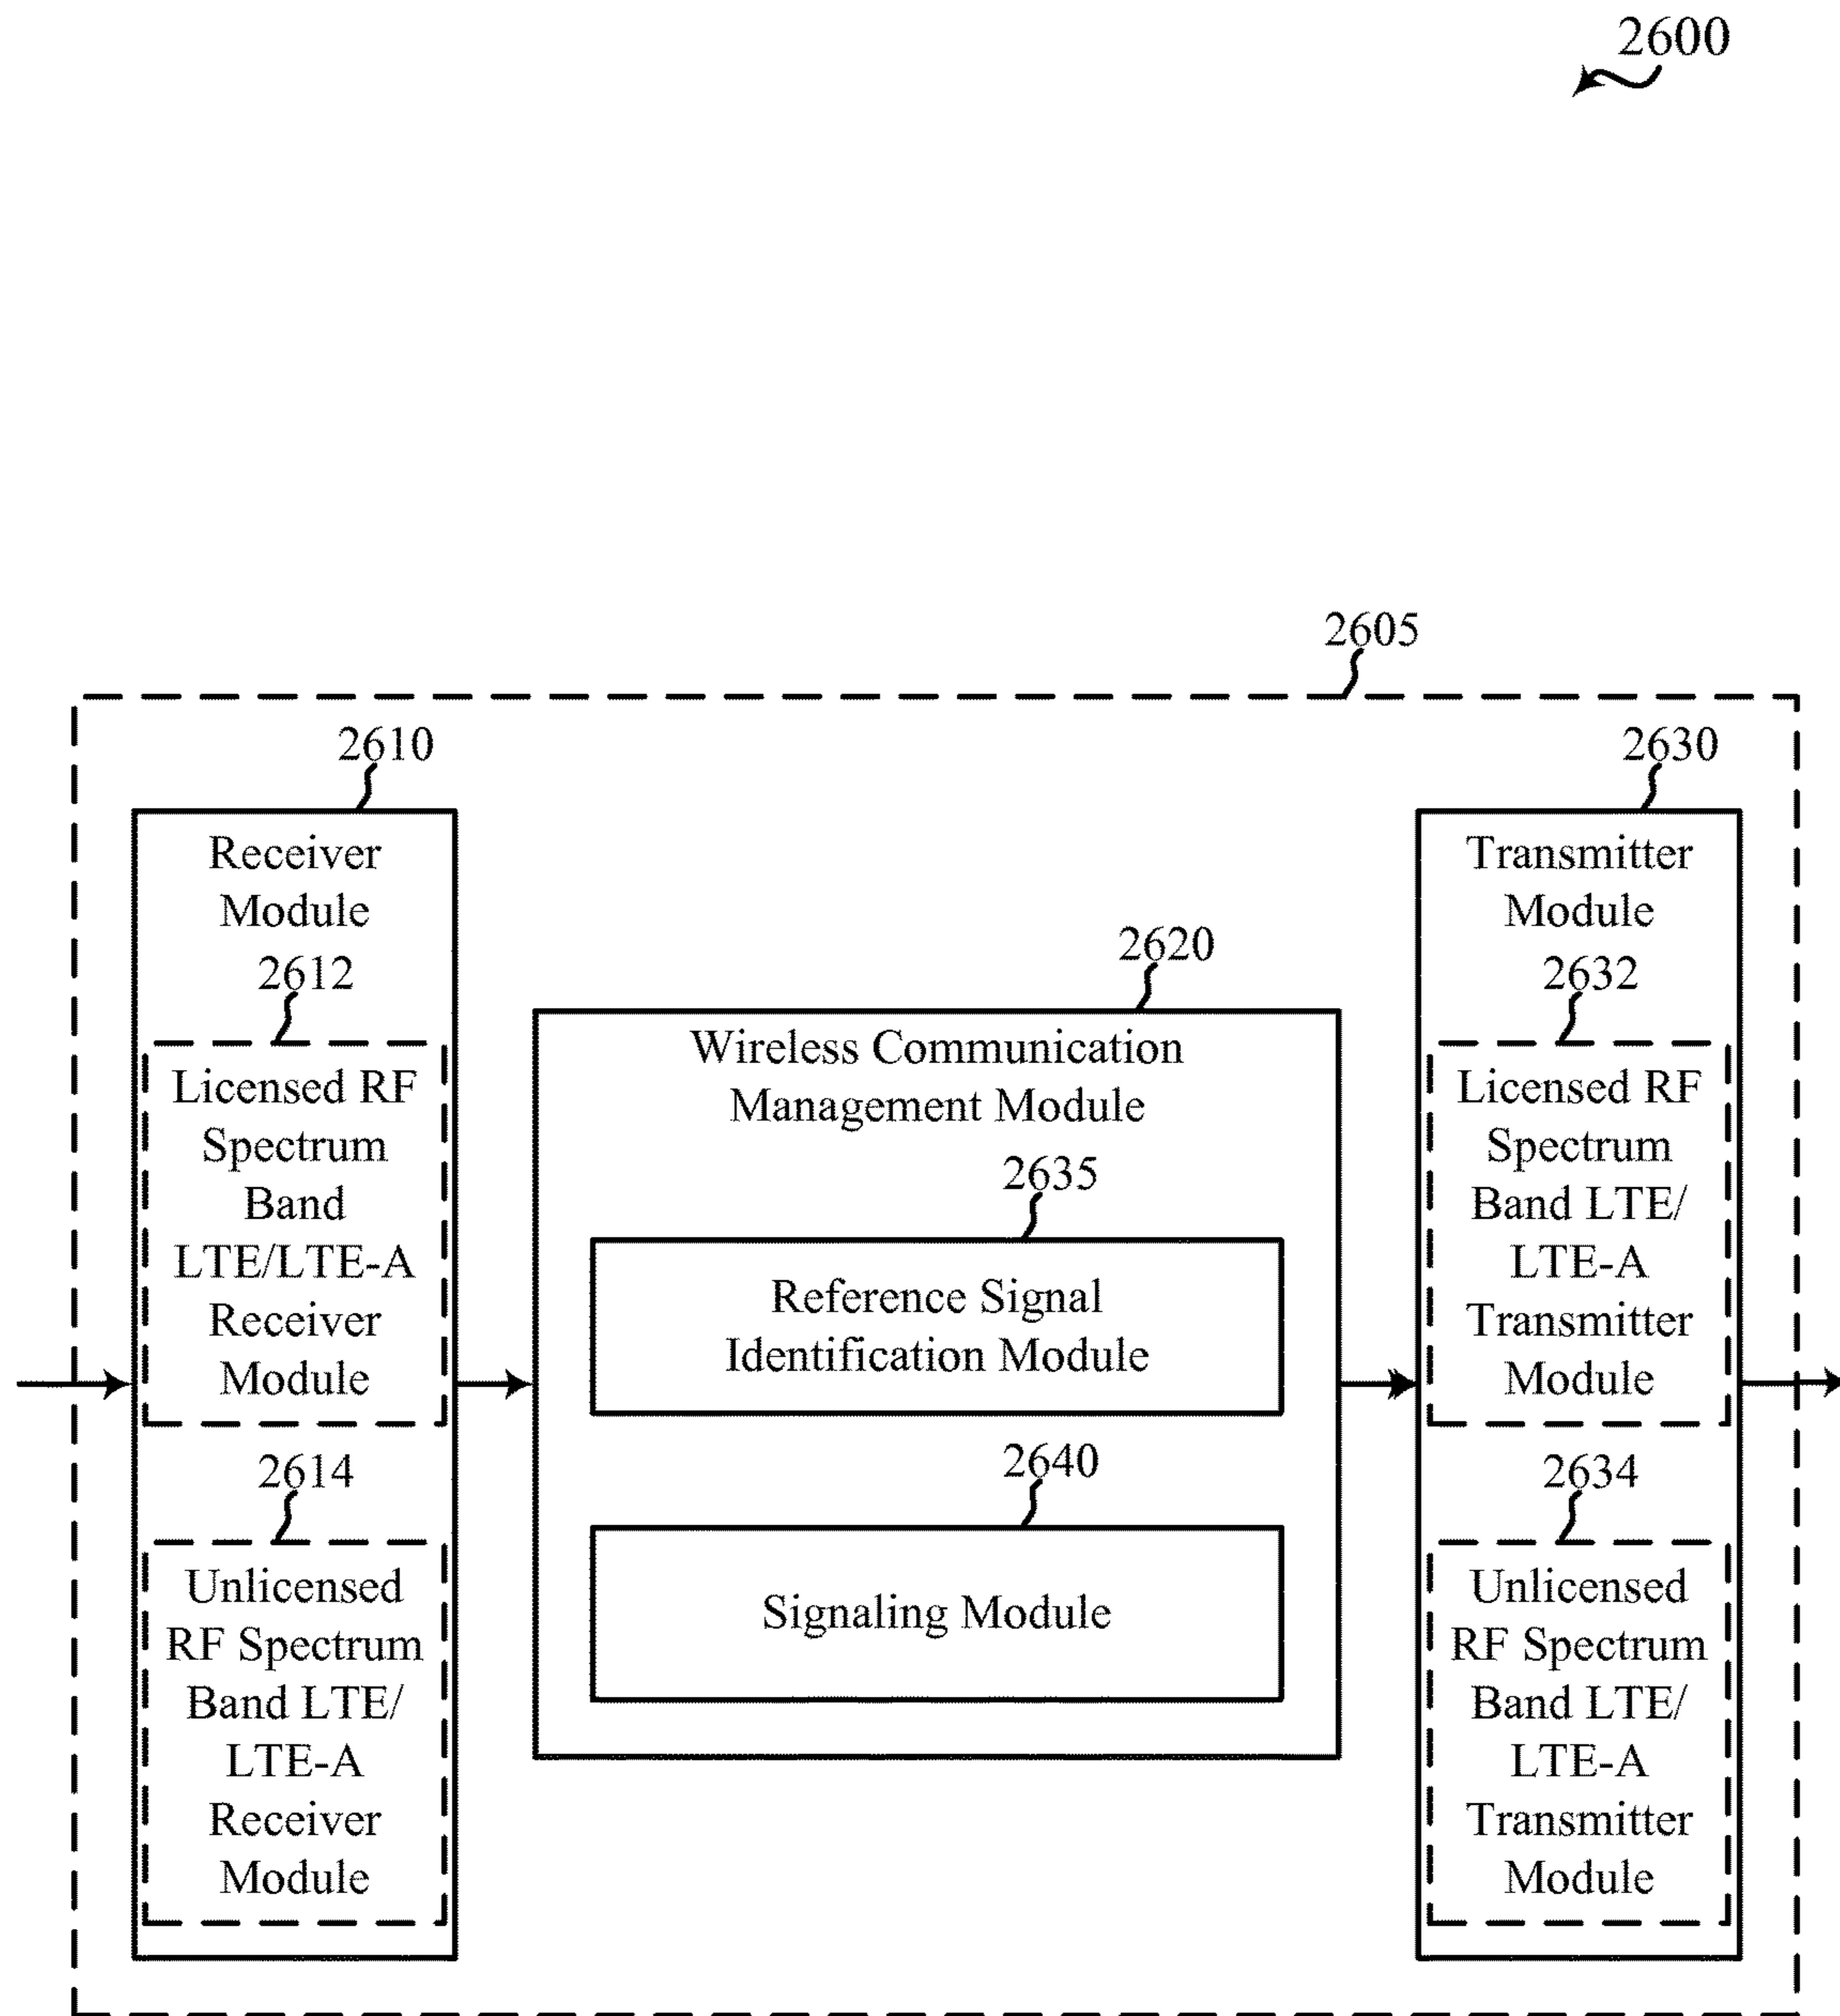 2600
2605
2610
Receiver
Module
2612
Licensed RF
Spectrum
Band
LTE/LTE-A
Receiver
Module
2614
Unlicensed
RF Spectrum
Band LTE/
LTE-A
Receiver
Module
2620
Wireless Communication
Management Module
2635
Reference Signal
Identification Module
2640
Signaling Module
2630
Transmitter
Module
2632
Licensed RF
Spectrum
Band LTE/
LTE-A
Transmitter
Module
2634
Unlicensed
RF Spectrum
Band LTE/
LTE-A
Transmitter
Module